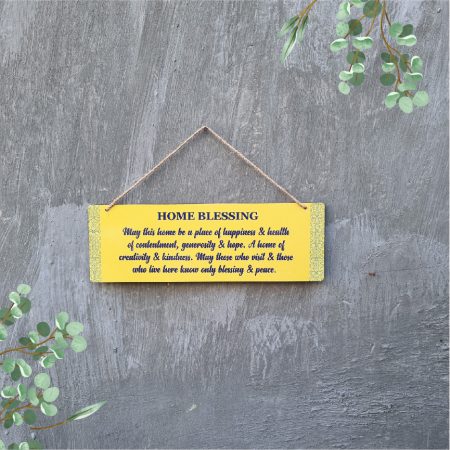 HOME BLESSING
May this home be a place of happiness & health
of contentment, generosity & hope. A home of
creativity & kindness. May those who visit & those
who live here know only blessing & peace.